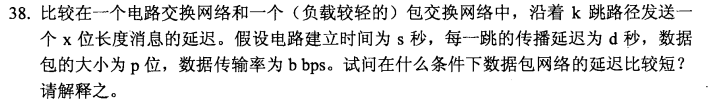 38. 比较在一个电路交换网络和一个（负载较轻的）包交换网络中，沿着 k 跳路径发送一
个 x 位长度消息的延迟。假设电路建立时间为 s 秒，每一跳的传播延迟为 d 秒，数据
包的大小为 p 位，数据传输率为 b bps。试问在什么条件下数据包网络的延迟比较短？
请解释之。